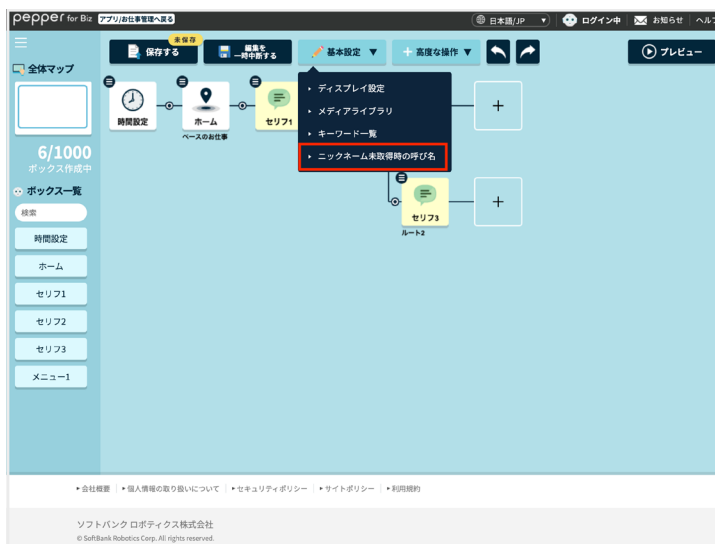 pepper for Biz アプリ/お仕事管理へ戻る 日本語/JP ▼ ログイン中 お知らせ ヘルプ
未保存
保存する 編集を一時中断する 基本設定 ▼ 高度な操作 ▼ プレビュー
全体マップ
6/1000
ボックス作成中
ボックス一覧
検索
時間設定
ホーム
セリフ1
セリフ2
セリフ3
メニュー1
時間設定
ホーム
ベースのお仕事
セリフ1
ディスプレイ設定
メディアライブラリ
キーワード一覧
ニックネーム未取得時の呼び名
セリフ3
ルート2
会社概要 個人情報の取り扱いについて セキュリティポリシー サイトポリシー 利用規約
ソフトバンク ロボティクス株式会社
© SoftBank Robotics Corp. All rights reserved.